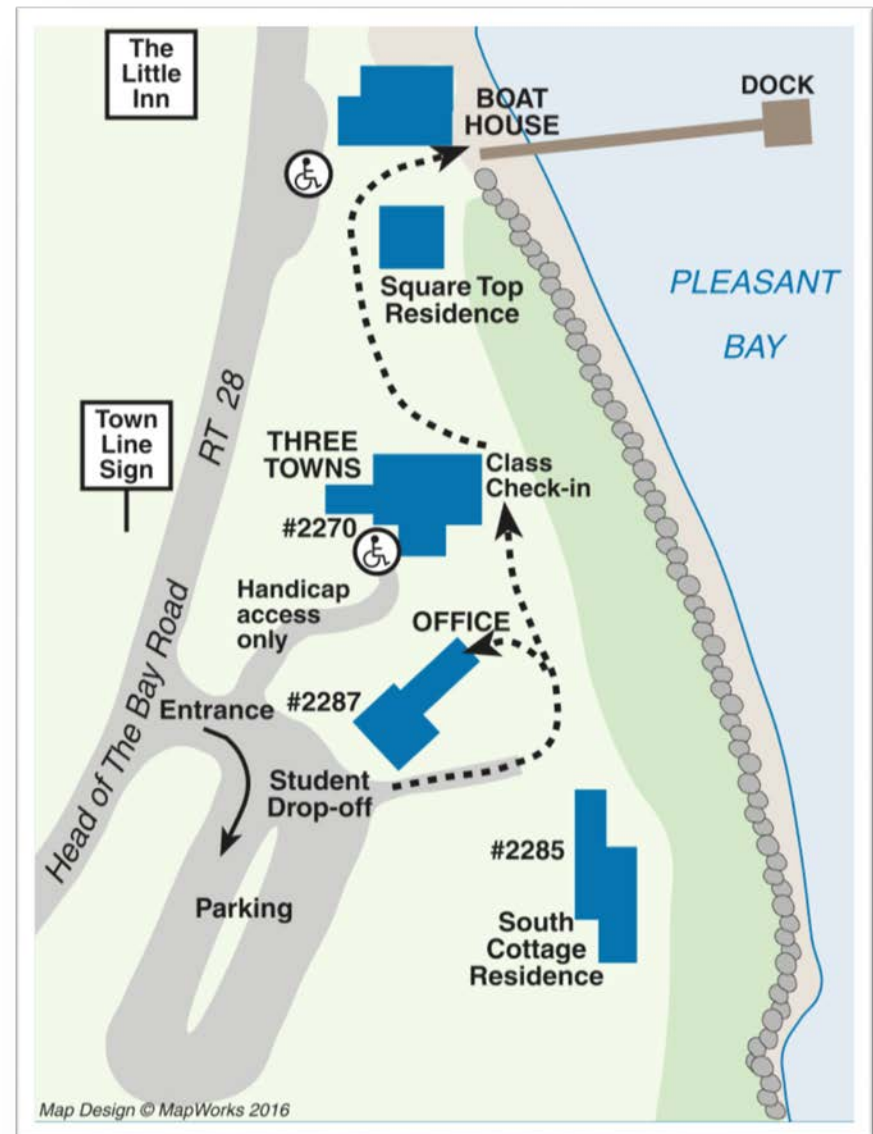 The
Little
Inn
BOAT
HOUSE
DOCK
Square Top
Residence
PLEASANT
BAY
RT 28
Town
Line
Sign
THREE
TOWNS
Class
Check-in
#2270
Handicap
access
only
OFFICE
Head of The Bay Road
Entrance
#2287
Student
Drop-off
#2285
Parking
South
Cottage
Residence
Map Design © MapWorks 2016